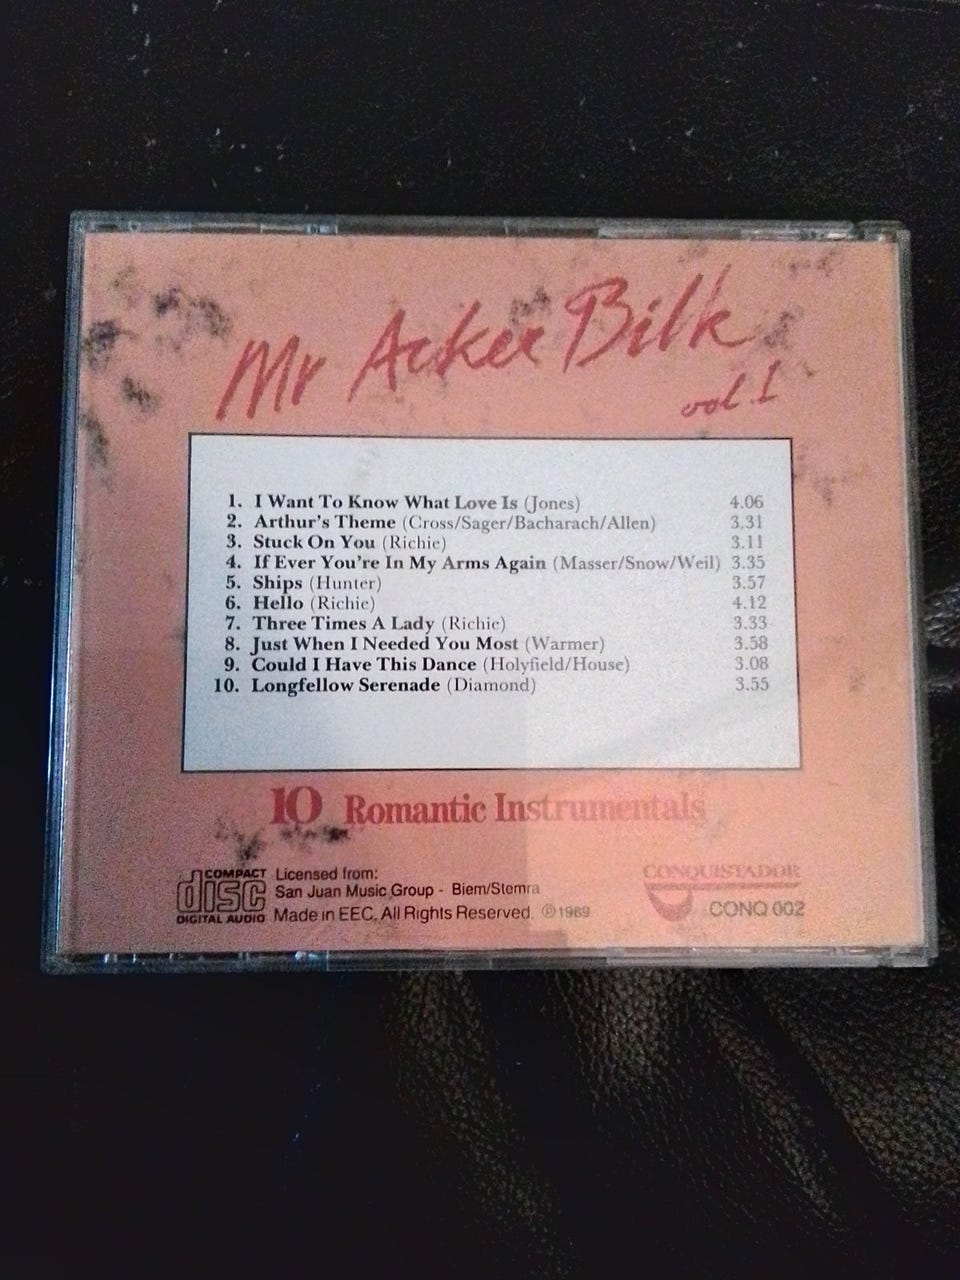 Mr Acker Bilk
vol.1
1. I Want To Know What Love Is (Jones) 4.06
2. Arthur's Theme (Cross/Sager/Bacharach/Allen) 3.31
3. Stuck On You (Richie) 3.11
4. If Ever You're In My Arms Again (Masser/Snow/Weil) 3.35
5. Ships (Hunter) 3.57
6. Hello (Richie) 4.12
7. Three Times A Lady (Richie) 3.33
8. Just When I Needed You Most (Warmer) 3.58
9. Could I Have This Dance (Holyfield/House) 3.08
10. Longfellow Serenade (Diamond) 3.55
10 Romantic Instrumentals
COMPACT
disc
DIGITAL AUDIO
Licensed from:
San Juan Music Group - Biem/Stemra
Made in EEC. All Rights Reserved. ℗1989
CONQUISTADOR
CONQ 002